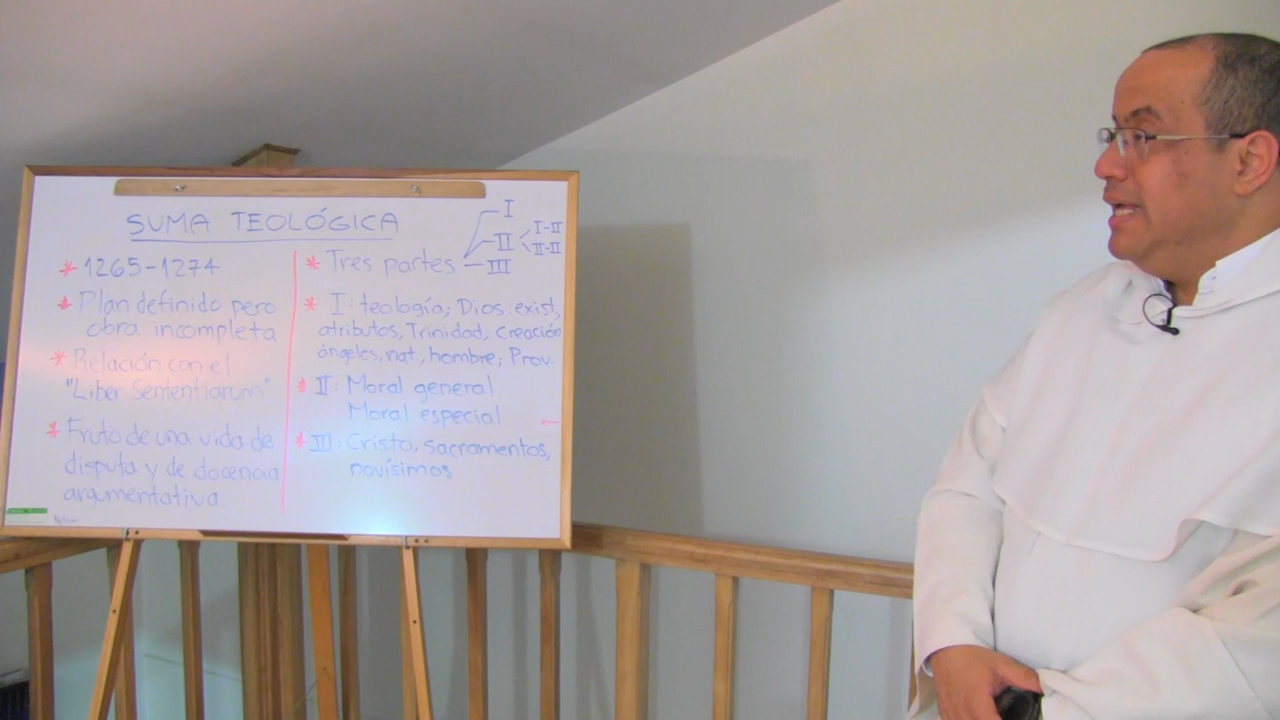 SUMA TEOLÓGICA
* 1265-1274
* Plan definido pero
obra incompleta
* Relación con el
"Liber Sententiarum"
* Fruto de una vida de
disputa y de docencia
argumentativa
* Tres partes
I
II
I-II
II-II
III
* I: teología; Dios: exist,
atributos, Trinidad, Creación
ángeles, nat., hombre; Prov.
* II: Moral general
Moral especial ←
* III: Cristo, sacramentos,
novísimos